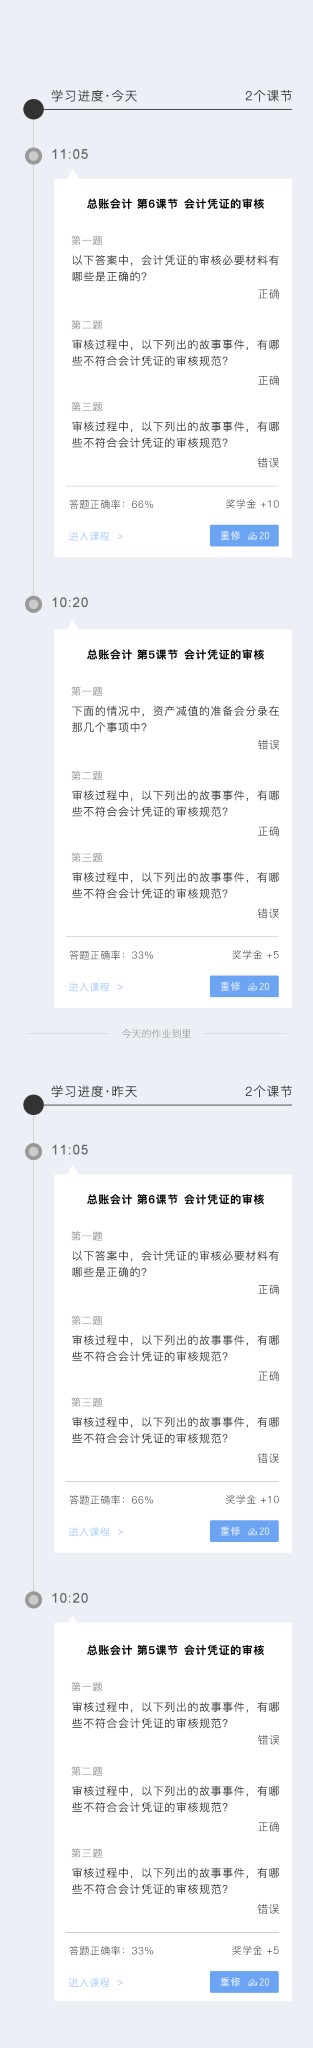 学习进度·今天 2个课节
11:05
总账会计 第6课节 会计凭证的审核
第一题
以下答案中，会计凭证的审核必要材料有
哪些是正确的？
正确
第二题
审核过程中，以下列出的故事事件，有哪
些不符合会计凭证的审核规范？
正确
第三题
审核过程中，以下列出的故事事件，有哪
些不符合会计凭证的审核规范？
错误
答题正确率：66% 奖学金 +10
进入课程 > 重修 20
10:20
总账会计 第5课节 会计凭证的审核
第一题
下面的情况中，资产减值的准备会分录在
那几个事项中？
错误
第二题
审核过程中，以下列出的故事事件，有哪
些不符合会计凭证的审核规范？
正确
第三题
审核过程中，以下列出的故事事件，有哪
些不符合会计凭证的审核规范？
错误
答题正确率：33% 奖学金 +5
进入课程 > 重修 20
今天的作业到里
学习进度·昨天 2个课节
11:05
总账会计 第6课节 会计凭证的审核
第一题
以下答案中，会计凭证的审核必要材料有
哪些是正确的？
正确
第二题
审核过程中，以下列出的故事事件，有哪
些不符合会计凭证的审核规范？
正确
第三题
审核过程中，以下列出的故事事件，有哪
些不符合会计凭证的审核规范？
错误
答题正确率：66% 奖学金 +10
进入课程 > 重修 20
10:20
总账会计 第5课节 会计凭证的审核
第一题
审核过程中，以下列出的故事事件，有哪
些不符合会计凭证的审核规范？
错误
第二题
审核过程中，以下列出的故事事件，有哪
些不符合会计凭证的审核规范？
正确
第三题
审核过程中，以下列出的故事事件，有哪
些不符合会计凭证的审核规范？
错误
答题正确率：33% 奖学金 +5
进入课程 > 重修 20